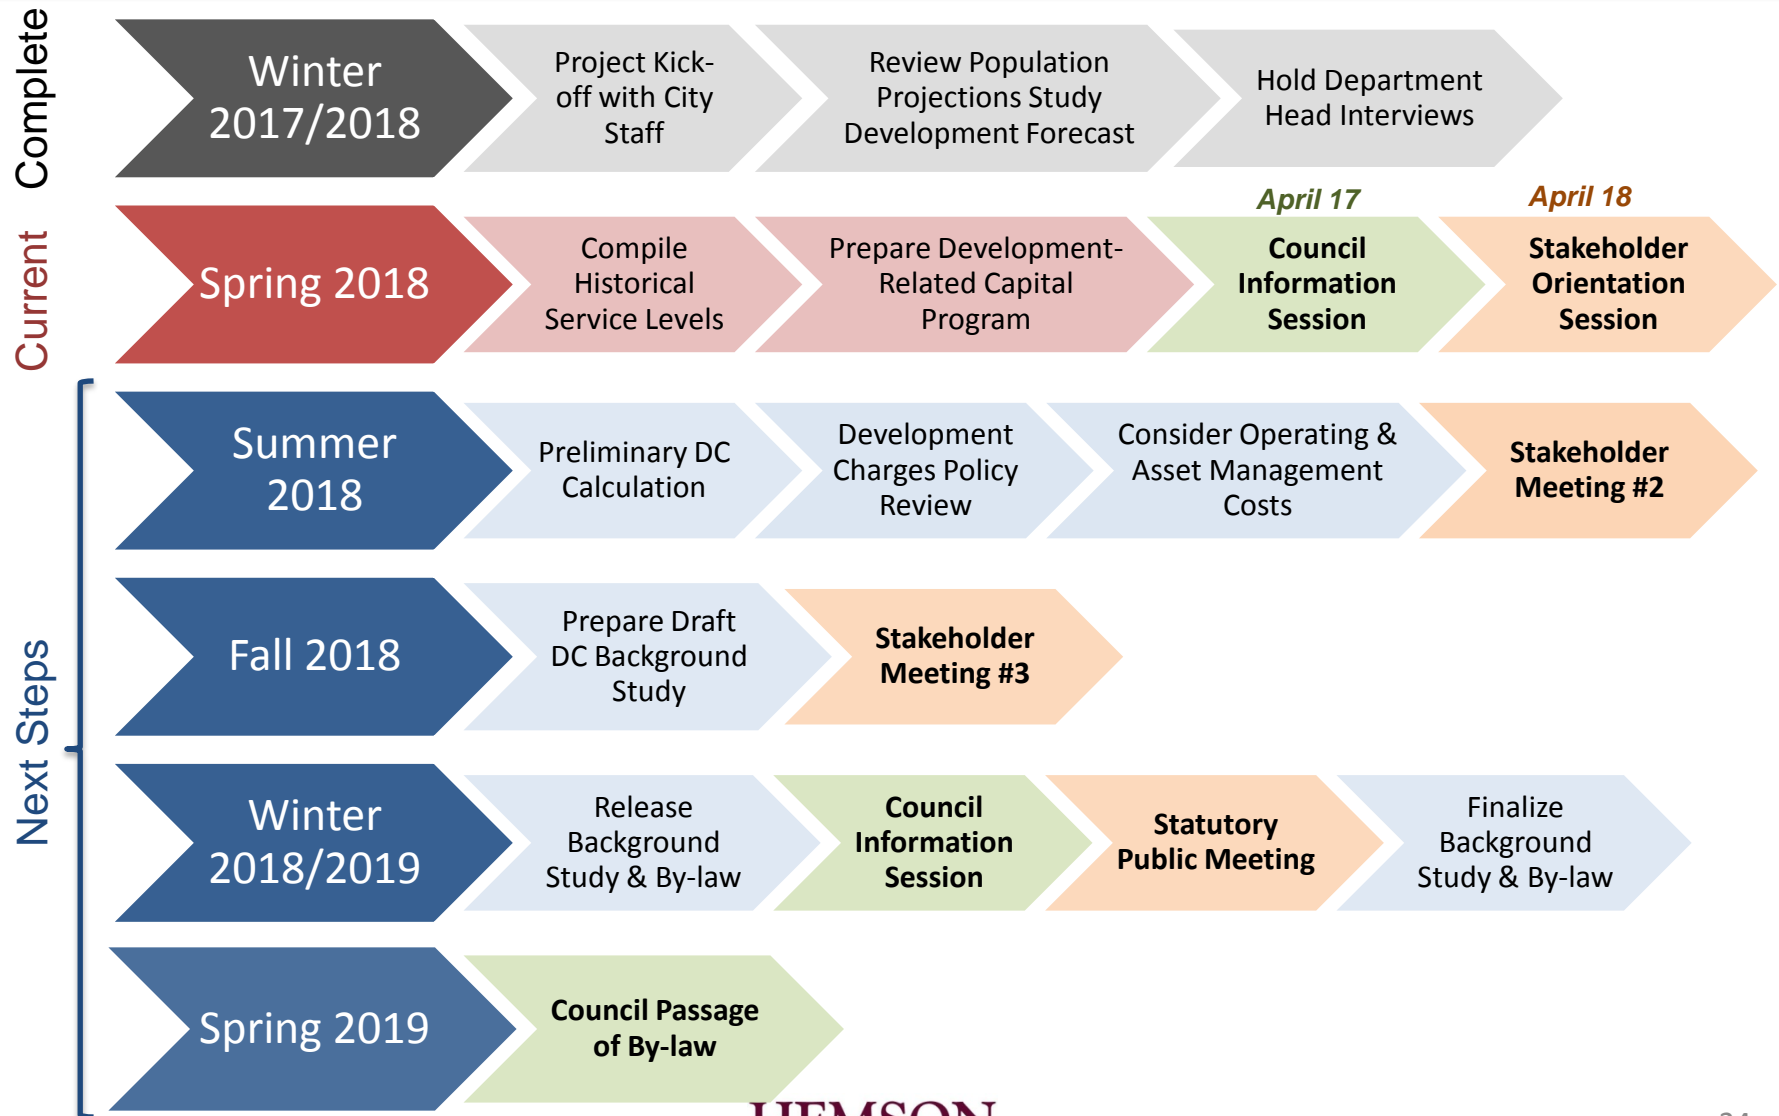 Complete
Winter
2017/2018
Project Kick-
off with City
Staff
Review Population
Projections Study
Development Forecast
Hold Department
Head Interviews
Current
Spring 2018
Compile
Historical
Service Levels
Prepare Development-
Related Capital
Program
April 17
Council
Information
Session
April 18
Stakeholder
Orientation
Session
Next Steps
Summer
2018
Preliminary DC
Calculation
Development
Charges Policy
Review
Consider Operating &
Asset Management
Costs
Stakeholder
Meeting #2
Fall 2018
Prepare Draft
DC Background
Study
Stakeholder
Meeting #3
Winter
2018/2019
Release
Background
Study & By-law
Council
Information
Session
Statutory
Public Meeting
Finalize
Background
Study & By-law
Spring 2019
Council Passage
of By-law
HEMSON